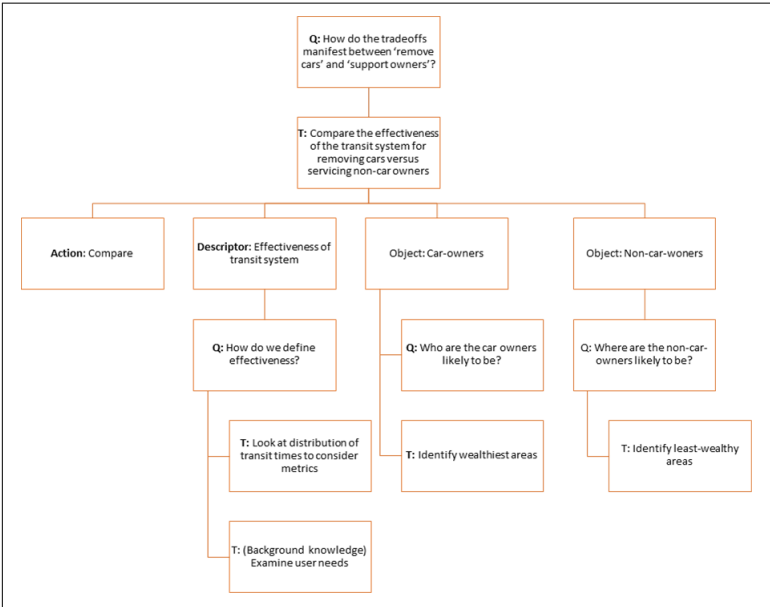 Q: How do the tradeoffs
manifest between ‘remove
cars’ and ‘support owners’?
T: Compare the effectiveness
of the transit system for
removing cars versus
servicing non-car owners
Action: Compare
Descriptor: Effectiveness of
transit system
Object: Car-owners
Object: Non-car-woners
Q: How do we define
effectiveness?
Q: Who are the car owners
likely to be?
Q: Where are the non-car-
owners likely to be?
T: Look at distribution of
transit times to consider
metrics
T: Identify wealthiest areas
T: Identify least-wealthy
areas
T: (Background knowledge)
Examine user needs